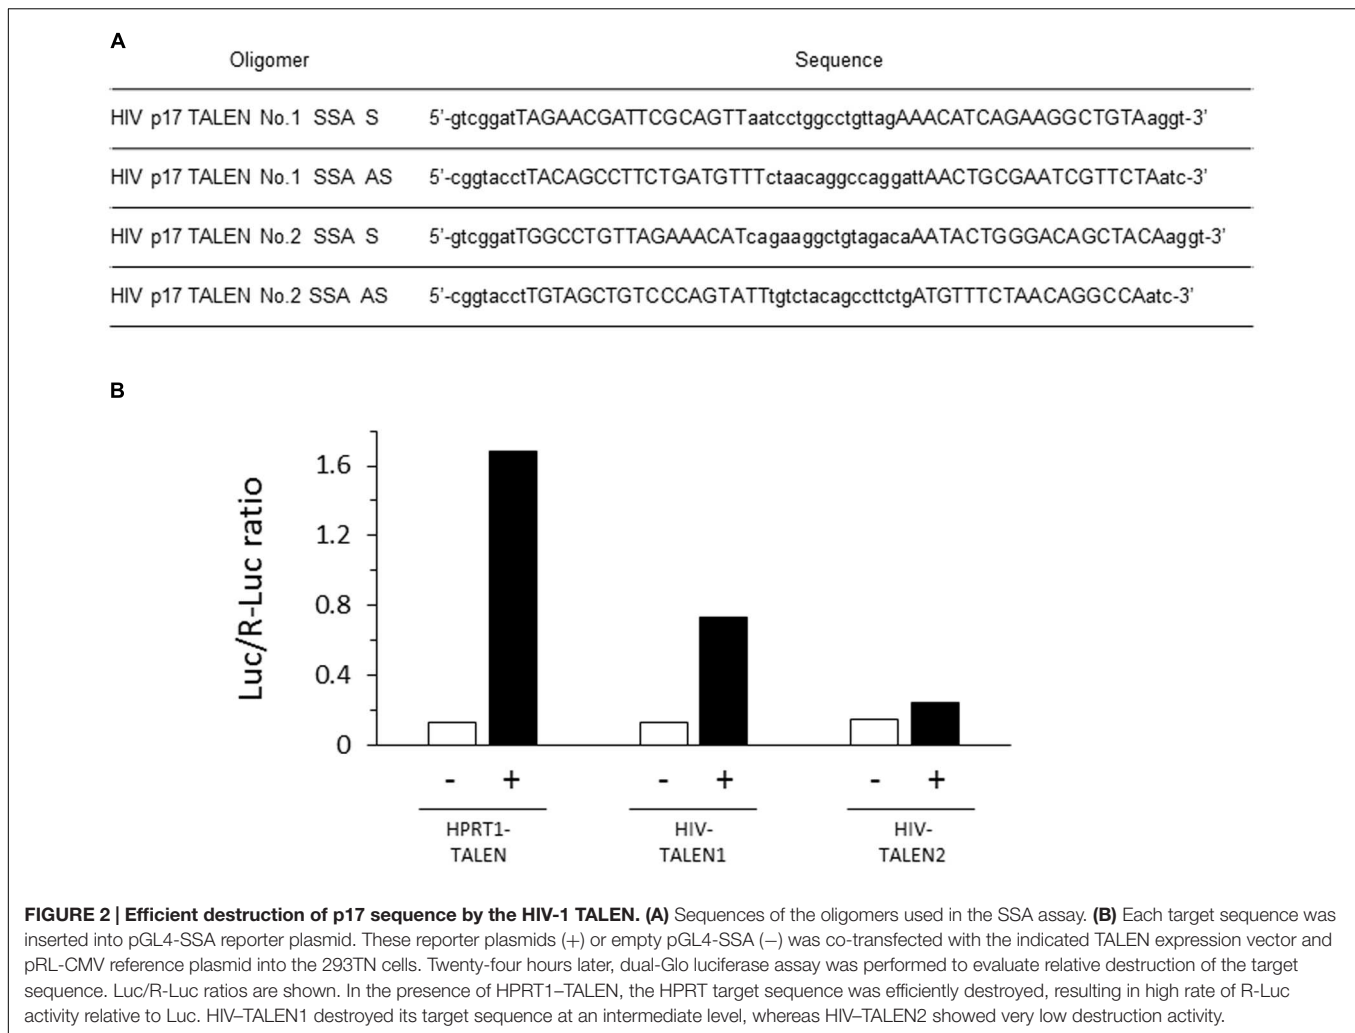 A
Oligomer Sequence
HIV p17 TALEN No.1 SSA S 5'-gtcggatTAGAACGATTCGCAGTTaatcctggcctgttagAAACATCAGAAGGCTGTAaggt-3'
HIV p17 TALEN No.1 SSA AS 5'-cggtacctTACAGCCTTCTGATGTTTctaacaggccaggattAACTGCGAATCGTTCTAatc-3'
HIV p17 TALEN No.2 SSA S 5'-gtcggatTGGCCTGTTAGAAACATcagaaggctgtagacaAATACTGGGACAGCTACAaggt-3'
HIV p17 TALEN No.2 SSA AS 5'-cggtacctTGTAGCTGTCCCAGTATTtgtctacagccttctgATGTTTCTAACAGGCCAatc-3'
B
Luc/R-Luc ratio
1.6
1.2
0.8
0.4
0
- + - + - +
HPRT1- HIV- HIV-
TALEN TALEN1 TALEN2
FIGURE 2 | Efficient destruction of p17 sequence by the HIV-1 TALEN. (A) Sequences of the oligomers used in the SSA assay. (B) Each target sequence was
inserted into pGL4-SSA reporter plasmid. These reporter plasmids (+) or empty pGL4-SSA (−) was co-transfected with the indicated TALEN expression vector and
pRL-CMV reference plasmid into the 293TN cells. Twenty-four hours later, dual-Glo luciferase assay was performed to evaluate relative destruction of the target
sequence. Luc/R-Luc ratios are shown. In the presence of HPRT1–TALEN, the HPRT target sequence was efficiently destroyed, resulting in high rate of R-Luc
activity relative to Luc. HIV–TALEN1 destroyed its target sequence at an intermediate level, whereas HIV–TALEN2 showed very low destruction activity.